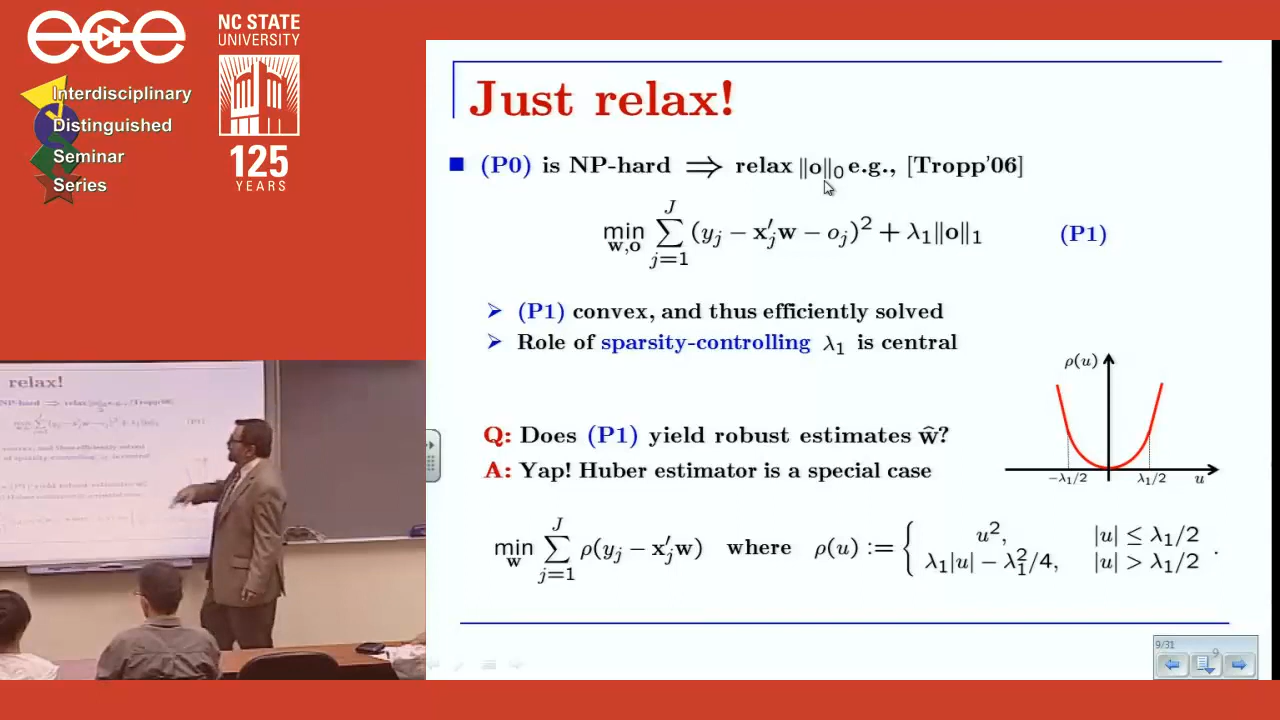 ece
Interdisciplinary
Distinguished
Seminar
Series
NC STATE
UNIVERSITY
125
YEARS
Just relax!
(P0) is NP-hard ⟹ relax ‖o‖₀ e.g., [Tropp'06]
min_{w,o} ∑_{j=1}^{J} (y_j − x′_j w − o_j)² + λ₁‖o‖₁ (P1)
➢ (P1) convex, and thus efficiently solved
➢ Role of sparsity-controlling λ₁ is central
ρ(u)
−λ₁/2 λ₁/2 u
Q: Does (P1) yield robust estimates ŵ?
A: Yap! Huber estimator is a special case
min_w ∑_{j=1}^{J} ρ(y_j − x′_j w) where ρ(u) := { u², |u| ≤ λ₁/2
λ₁|u| − λ₁²/4, |u| > λ₁/2 .
9/31
9
relax!